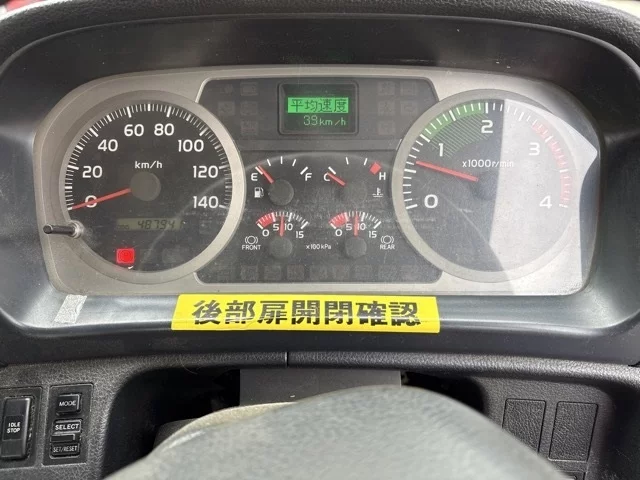 0
20
40
60
80
100
120
140
km/h
48794
平均速度
39km/h
E
F
C
H
0
5
10
15
FRONT
x100kPa
0
5
10
15
REAR
0
1
2
3
4
x1000r/min
後部扉開閉確認
IDLE
STOP
MODE
SELECT
SET/RESET